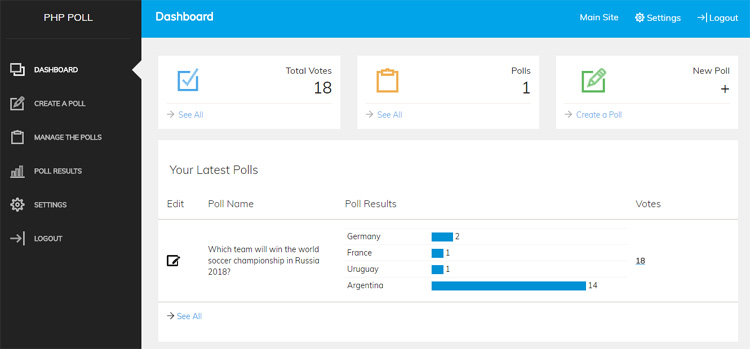 PHP POLL
DASHBOARD
CREATE A POLL
MANAGE THE POLLS
POLL RESULTS
SETTINGS
LOGOUT
Dashboard
Main Site Settings Logout
Total Votes
18
See All
Polls
1
See All
New Poll
+
Create a Poll
Your Latest Polls
Edit Poll Name Poll Results Votes
Which team will win the world
soccer championship in Russia
2018?
Germany 2
France 1
Uruguay 1
Argentina 14
18
See All